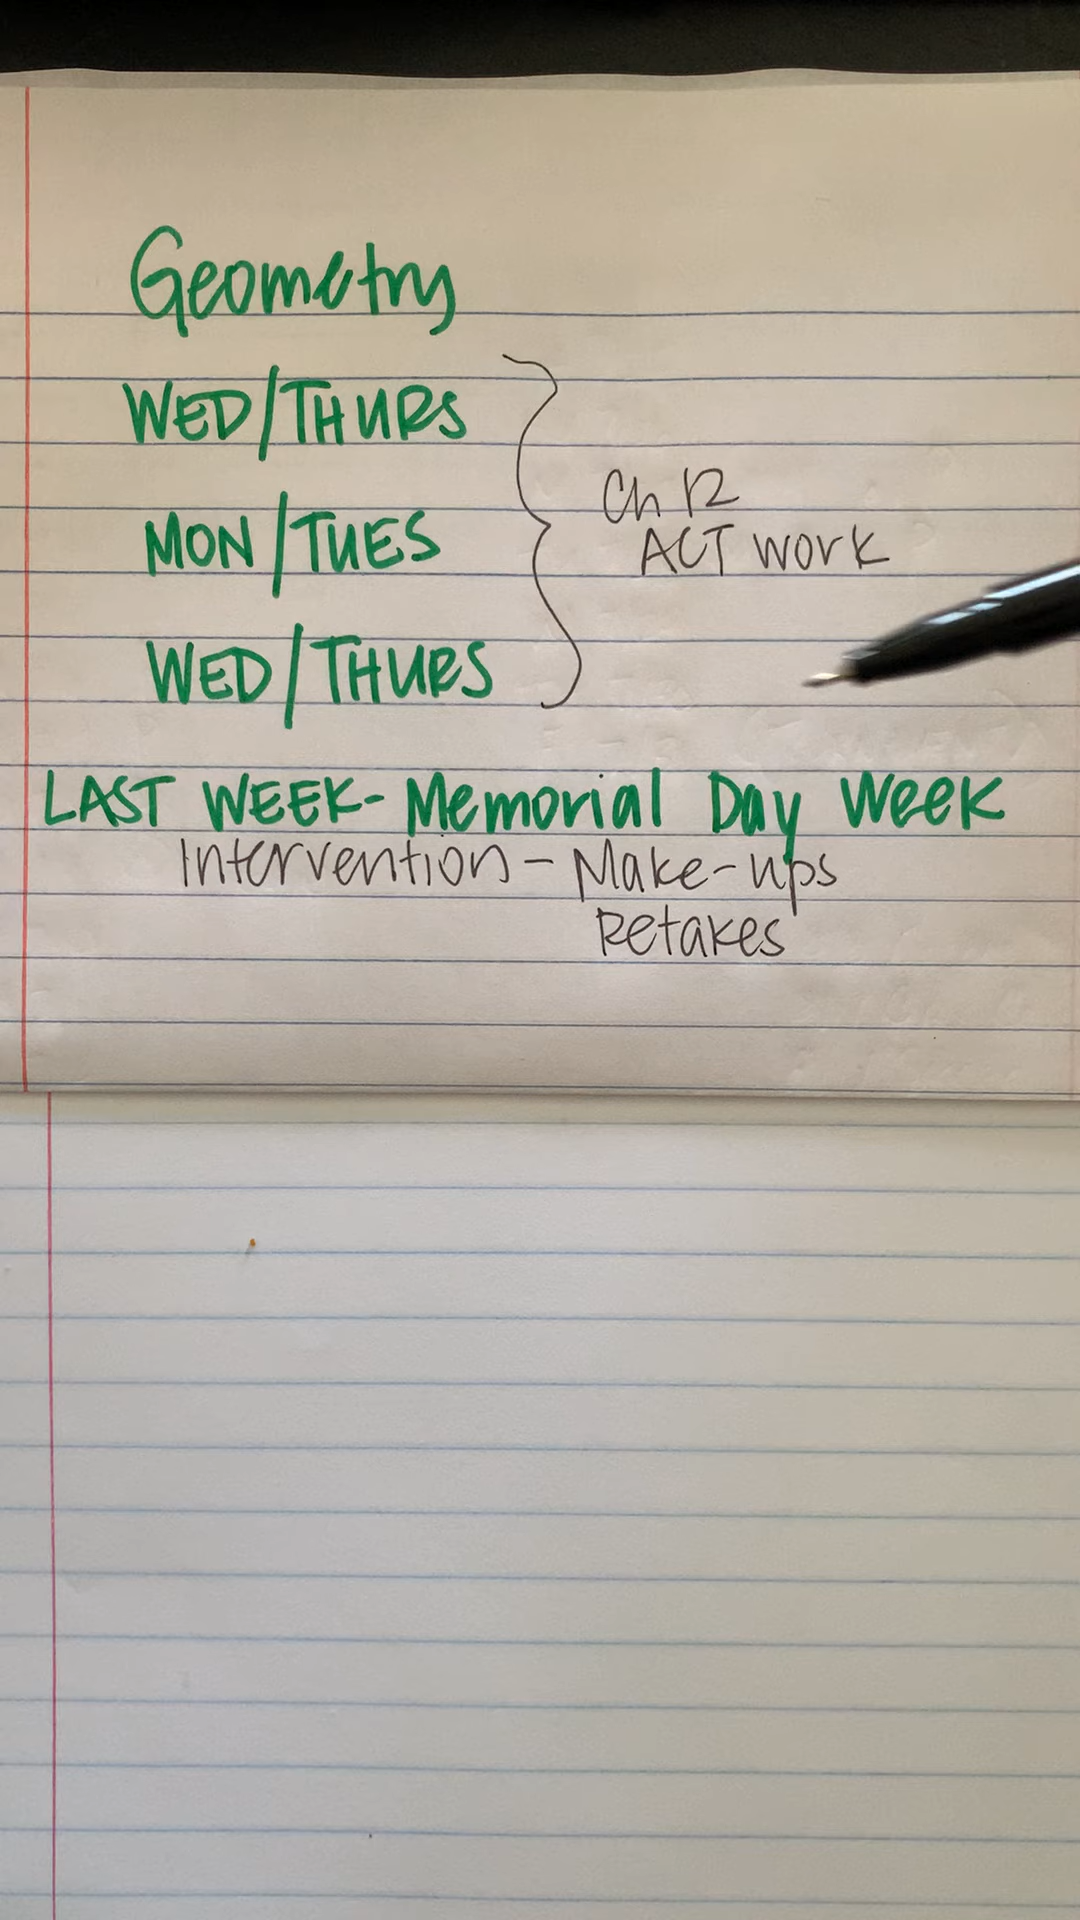 Geometry
WED/THURS
MON/TUES
WED/THURS
Ch 12
ACT WORK
LAST WEEK- Memorial Day Week
Intervention - Make-ups
Retakes